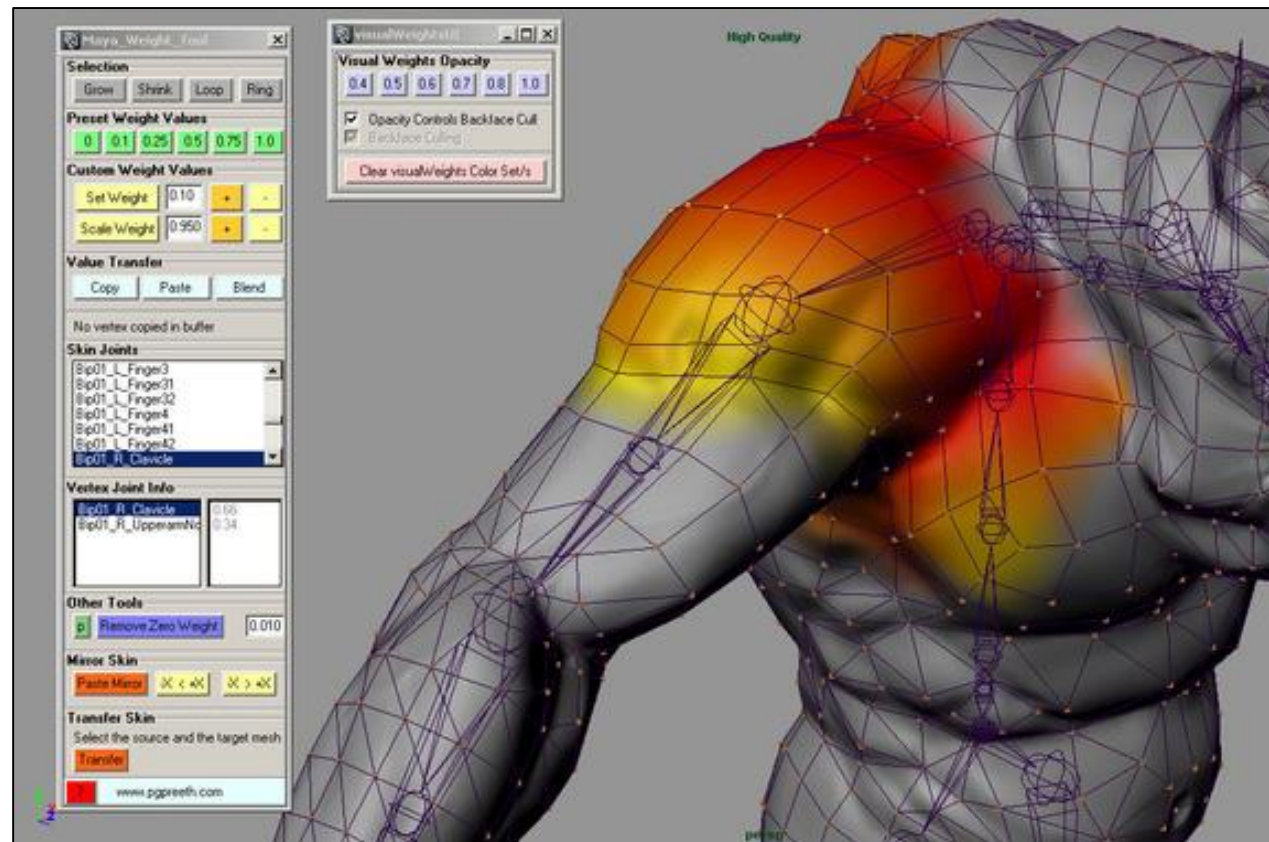 Maya_Weight_Tool
Selection
Grow Shrink Loop Ring
Preset Weight Values
0 0.1 0.25 0.5 0.75 1.0
Custom Weight Values
Set Weight 0.10 + -
Scale Weight 0.950 + -
Value Transfer
Copy Paste Blend
No vertex copied in buffer
Skin Joints
Bip01_L_Finger3
Bip01_L_Finger31
Bip01_L_Finger32
Bip01_L_Finger4
Bip01_L_Finger41
Bip01_L_Finger42
Bip01_R_Clavicle
Vertex Joint Info
Bip01_R_Clavicle 0.66
Bip01_R_UpperarmNo 0.34
Other Tools
p Remove Zero Weight 0.010
Mirror Skin
Paste Mirror -X < +X -X > +X
Transfer Skin
Select the source and the target mesh
Transfer
? www.pgpreeth.com
Visual Weights Opacity
0.4 0.5 0.6 0.7 0.8 1.0
Opacity Controls Backface Cull
Backface Culling
Clear visualWeights Color Set/s
High Quality
persp
z